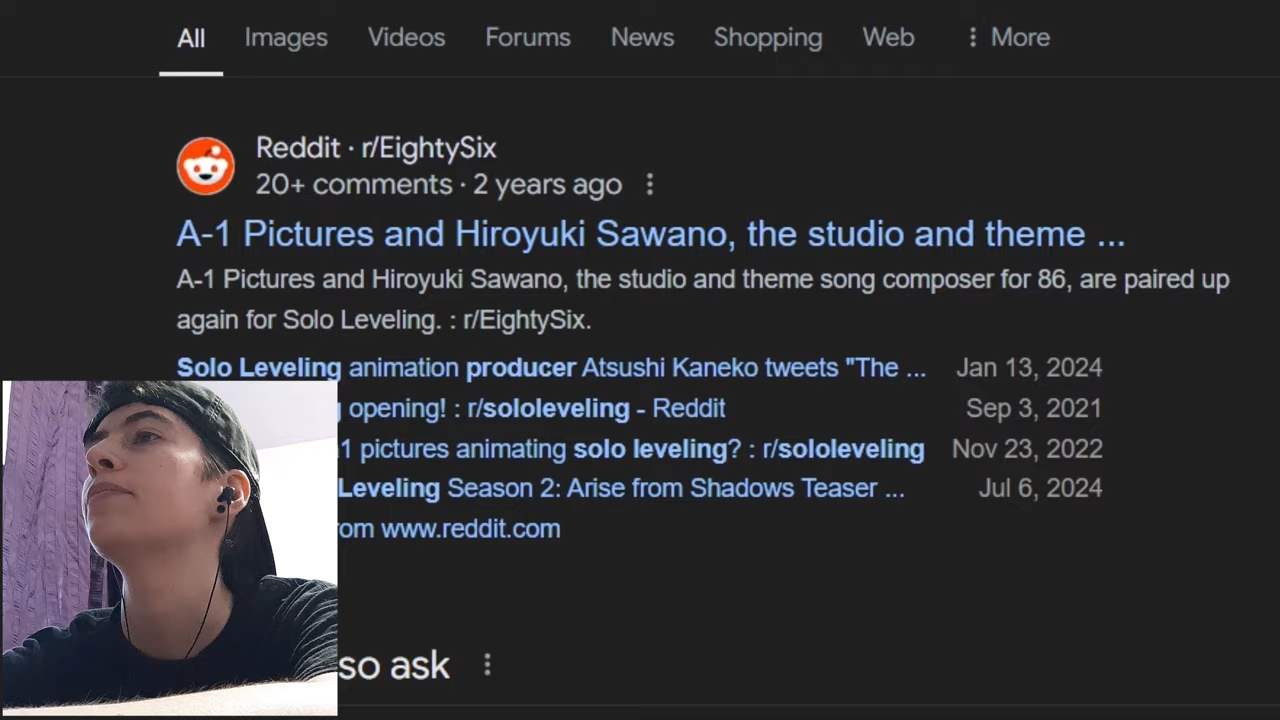 All Images Videos Forums News Shopping Web More
Reddit · r/EightySix
20+ comments · 2 years ago
A-1 Pictures and Hiroyuki Sawano, the studio and theme ...
A-1 Pictures and Hiroyuki Sawano, the studio and theme song composer for 86, are paired up
again for Solo Leveling. : r/EightySix.
Solo Leveling animation producer Atsushi Kaneko tweets "The ... Jan 13, 2024
opening! : r/sololeveling - Reddit Sep 3, 2021
1 pictures animating solo leveling? : r/sololeveling Nov 23, 2022
Leveling Season 2: Arise from Shadows Teaser ... Jul 6, 2024
om www.reddit.com
so ask